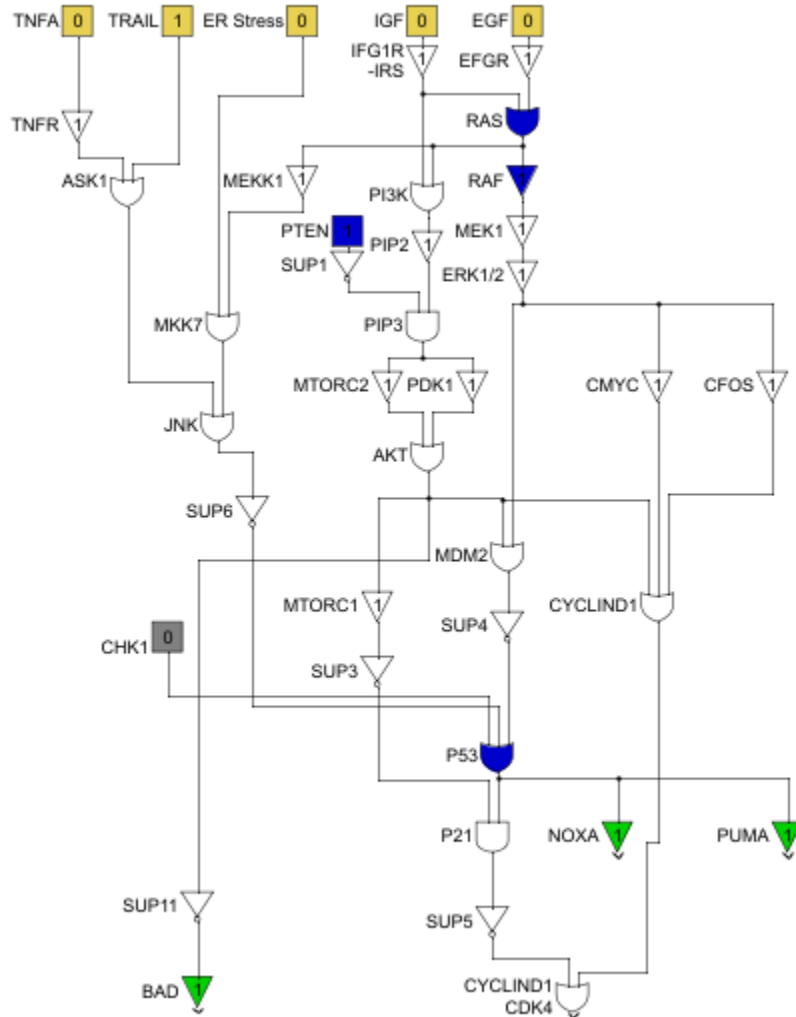 TNFA 0 TRAIL 1 ER Stress 0 IGF 0 EGF 0
IFG1R
-IRS 1 EFGR 1
TNFR 1 RAS
ASK1 MEKK1 1 PI3K RAF 1
PTEN 1 PIP2 1 MEK1 1
SUP1 ERK1/2 1
MKK7 PIP3
MTORC2 1 PDK1 1 CMYC 1 CFOS 1
JNK
AKT
SUP6
MDM2
MTORC1 1 CYCLIND1
CHK1 0 SUP4
SUP3
P53
P21 NOXA 1 PUMA 1
SUP11 SUP5
BAD 1 CYCLIND1
CDK4